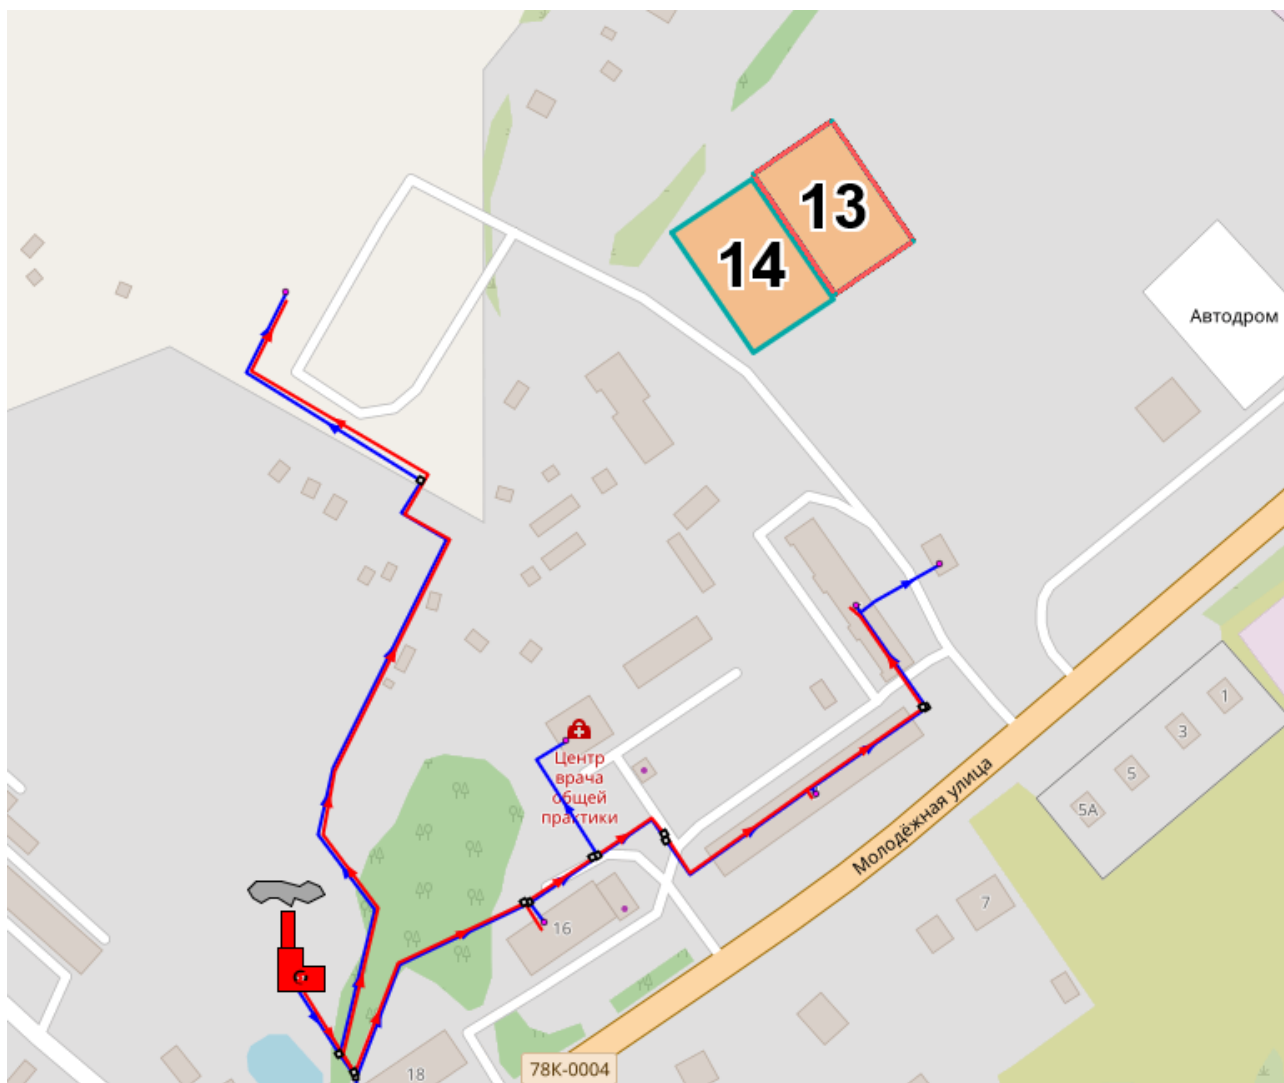 13
14
Автодром
1
3
5
5А
Центр
врача
общей
практики
Молодёжная улица
7
16
18
78К-0004